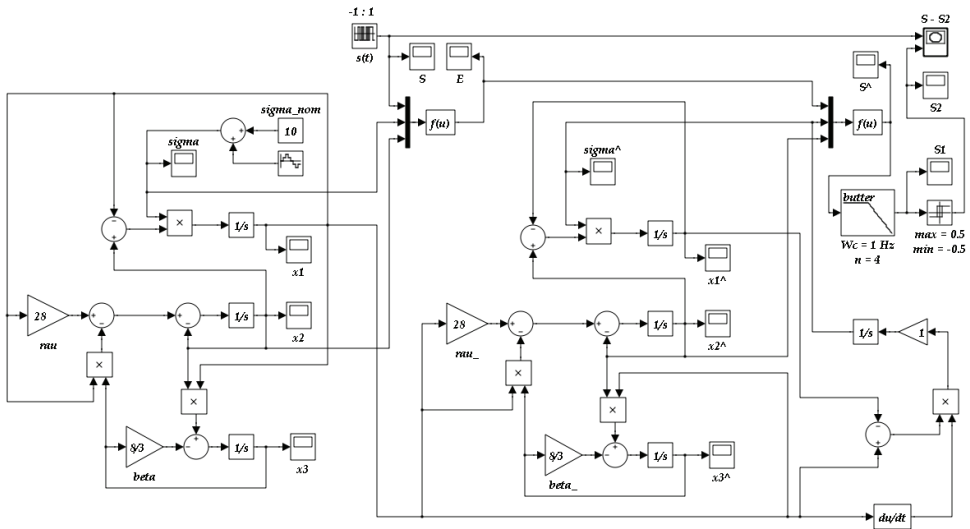 -1 : 1
s(t)
S
E
S - S2
S^
S2
f(u)
f(u)
sigma_nom
10
sigma
sigma^
S1
butter
Wc = 1 Hz
n = 4
max = 0.5
min = -0.5
+
+
−
+
×
1/s
x1
−
+
×
1/s
x1^
28
rau
+
−
+
−
1/s
x2
28
rau_
+
−
+
−
1/s
x2^
1/s
1
×
×
×
×
×
8/3
beta
+
−
1/s
x3
8/3
beta_
+
−
1/s
x3^
−
+
du/dt